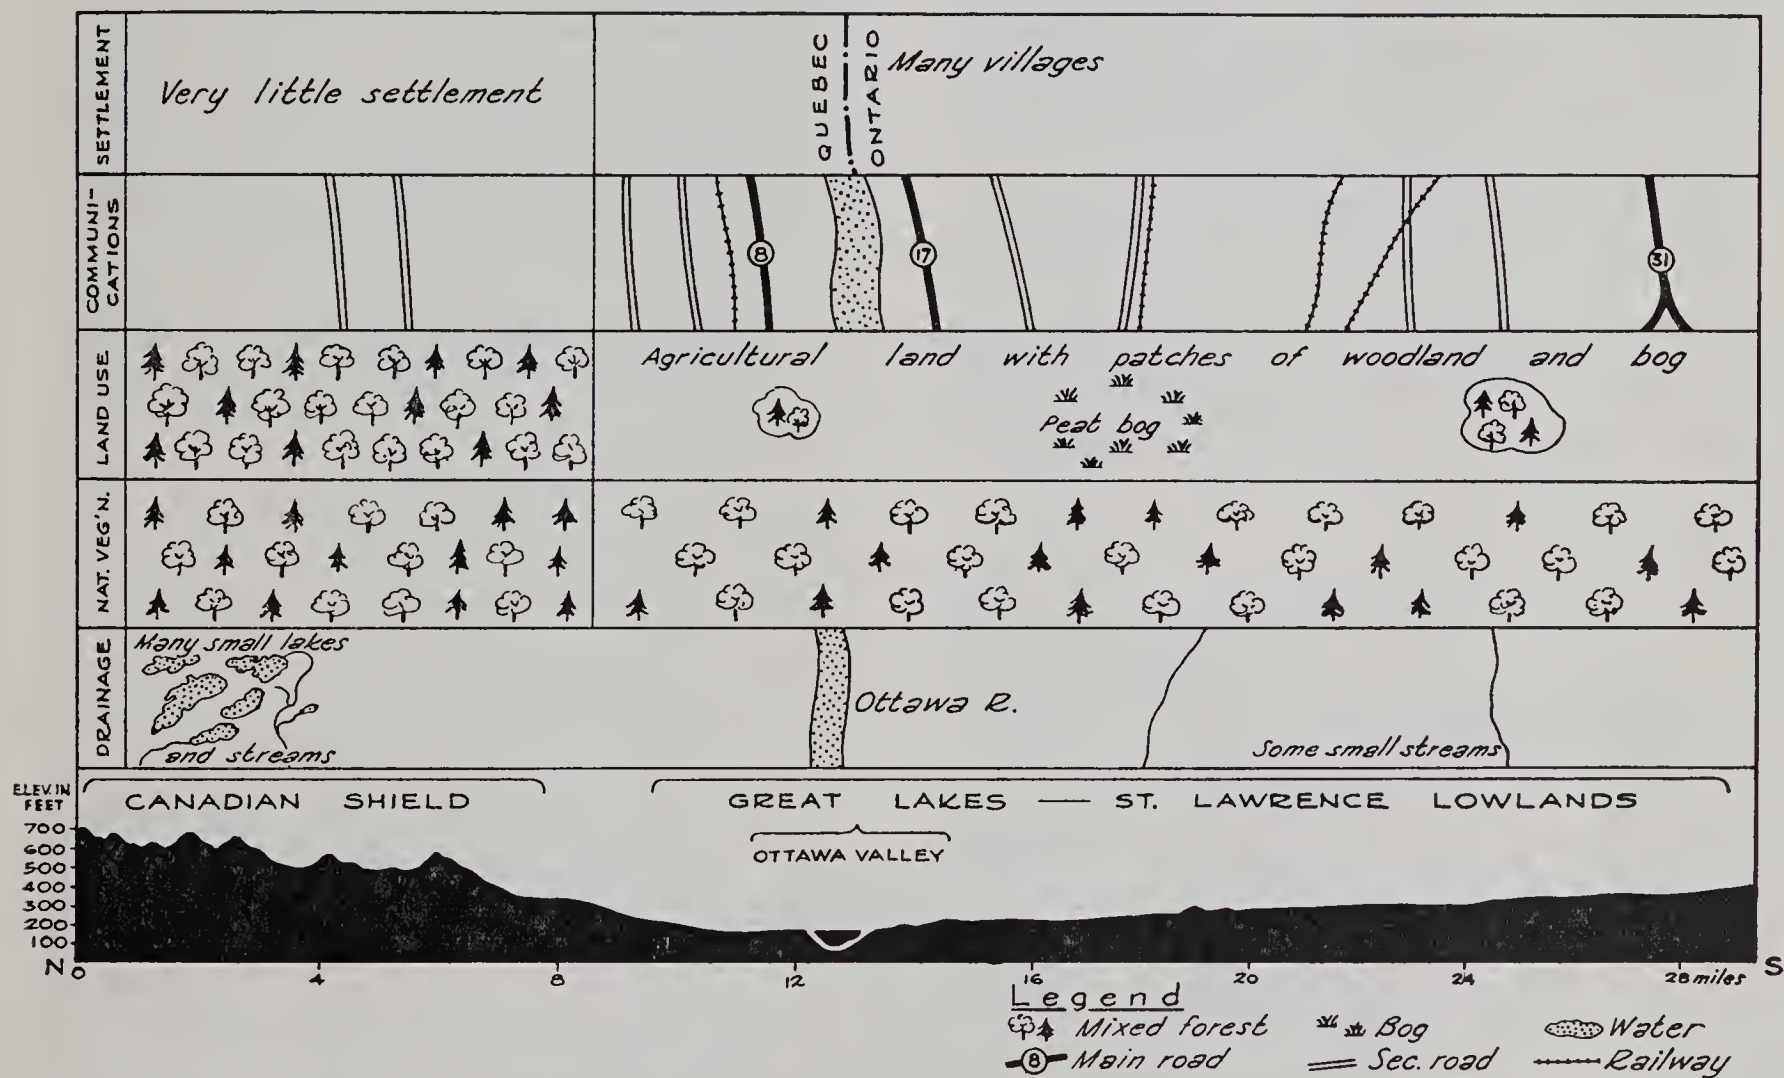 SETTLEMENT
Very little settlement
QUEBEC
ONTARIO
Many villages
COMMUNI-
CATIONS
8
17
31
LAND USE
Agricultural land with patches of woodland and bog
Peat bog
NAT. VEG'N.
DRAINAGE
Many small lakes
and streams
Ottawa R.
Some small streams
ELEV. IN
FEET
CANADIAN SHIELD
GREAT LAKES — ST. LAWRENCE LOWLANDS
OTTAWA VALLEY
700
600
500
400
300
200
100
N
0 4 8 12 16 20 24 28 miles
S
Legend
Mixed forest
Bog
Water
8 Main road
Sec. road
Railway